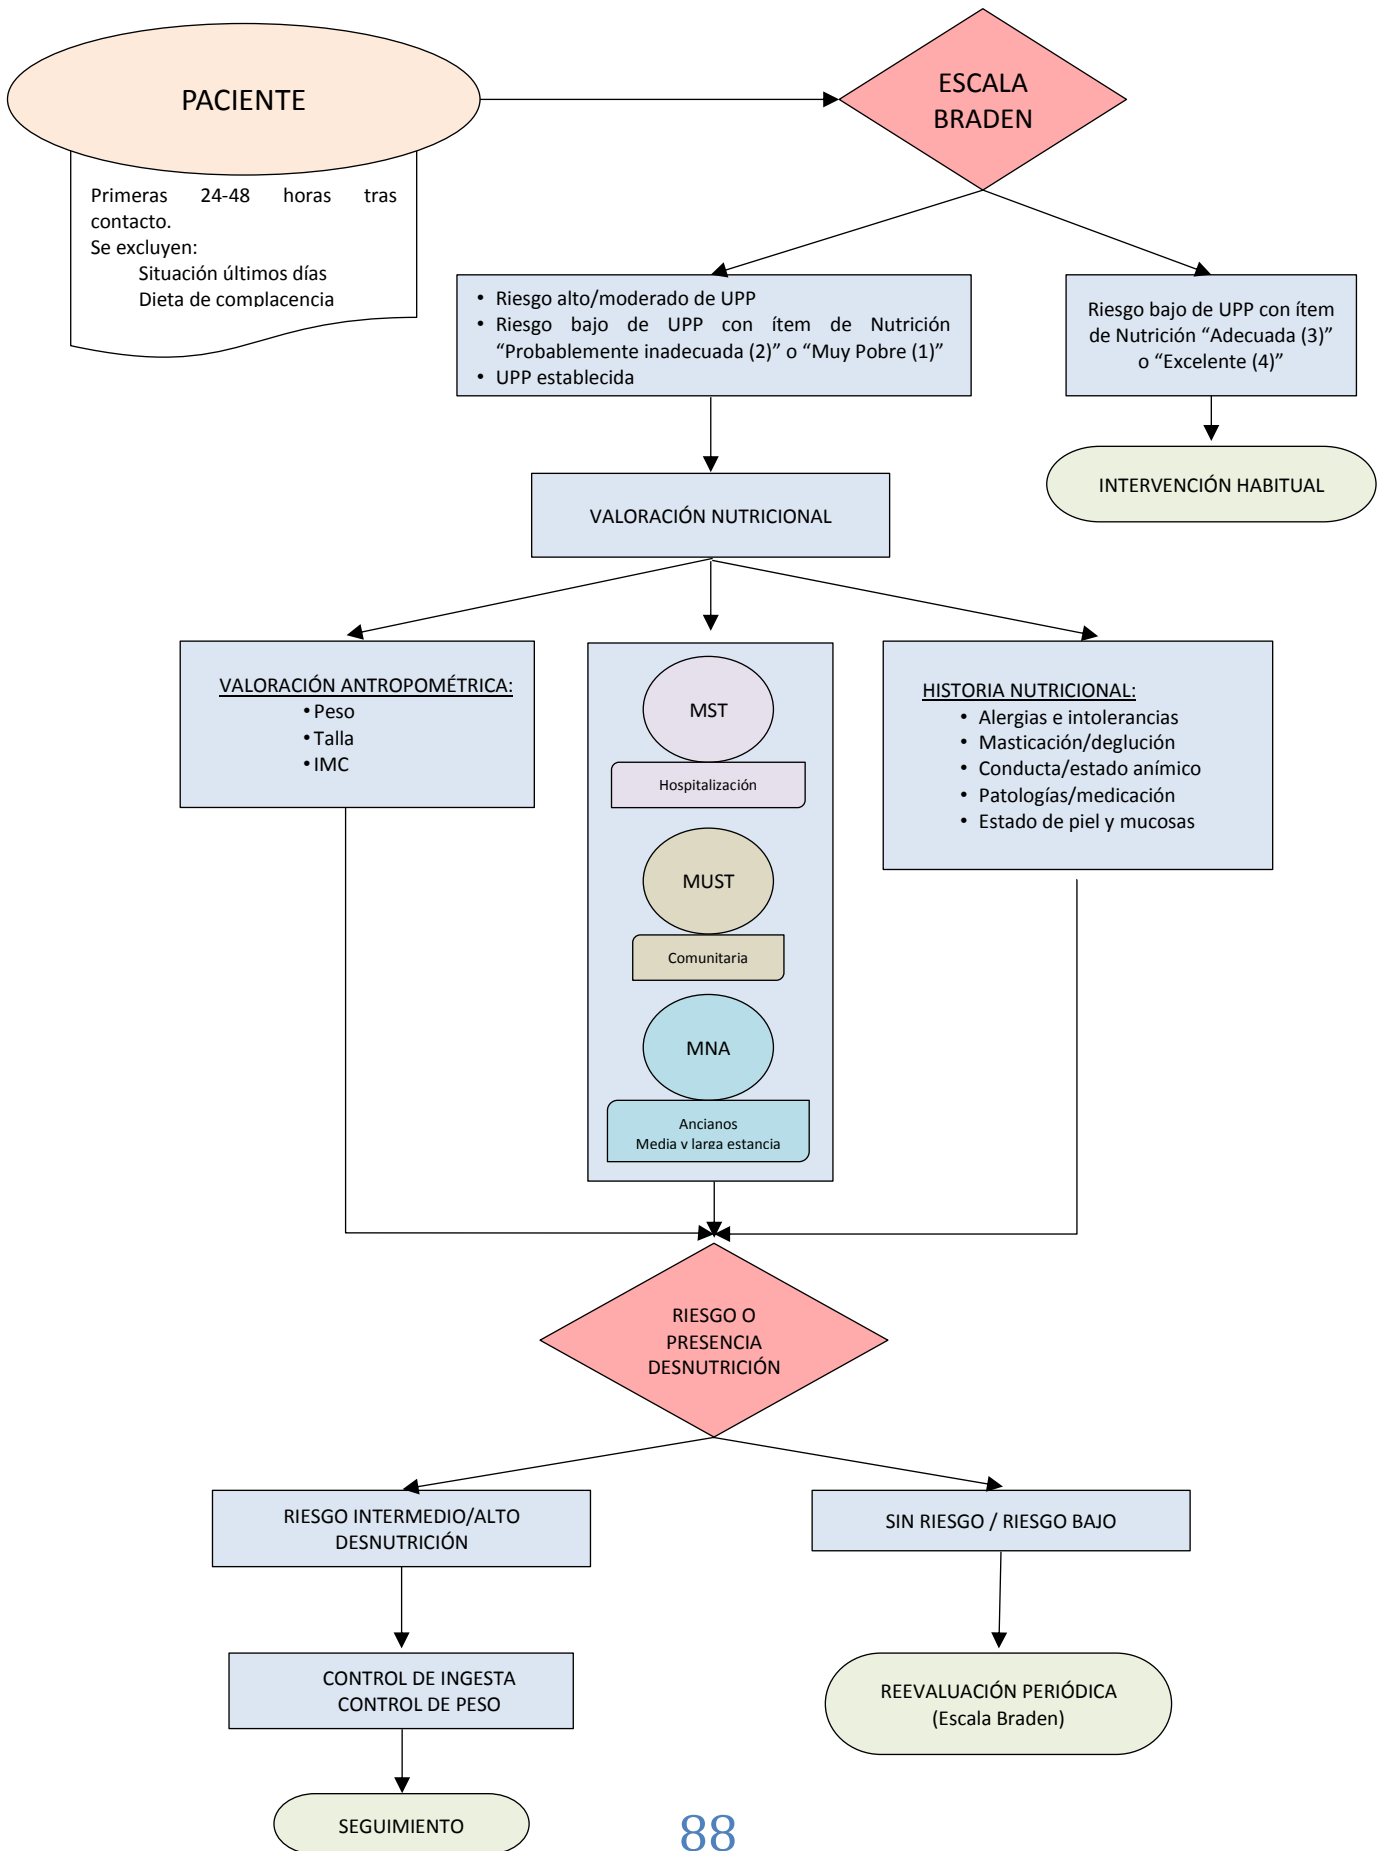 PACIENTE
ESCALA
BRADEN
Primeras 24-48 horas tras
contacto.
Se excluyen:
Situación últimos días
Dieta de complacencia
• Riesgo alto/moderado de UPP
• Riesgo bajo de UPP con ítem de Nutrición
“Probablemente inadecuada (2)” o “Muy Pobre (1)”
• UPP establecida
Riesgo bajo de UPP con ítem
de Nutrición “Adecuada (3)”
o “Excelente (4)”
INTERVENCIÓN HABITUAL
VALORACIÓN NUTRICIONAL
VALORACIÓN ANTROPOMÉTRICA:
• Peso
• Talla
• IMC
MST
Hospitalización
MUST
Comunitaria
MNA
Ancianos
Media y larga estancia
HISTORIA NUTRICIONAL:
• Alergias e intolerancias
• Masticación/deglución
• Conducta/estado anímico
• Patologías/medicación
• Estado de piel y mucosas
RIESGO O
PRESENCIA
DESNUTRICIÓN
RIESGO INTERMEDIO/ALTO
DESNUTRICIÓN
SIN RIESGO / RIESGO BAJO
CONTROL DE INGESTA
CONTROL DE PESO
REEVALUACIÓN PERIÓDICA
(Escala Braden)
SEGUIMIENTO
88